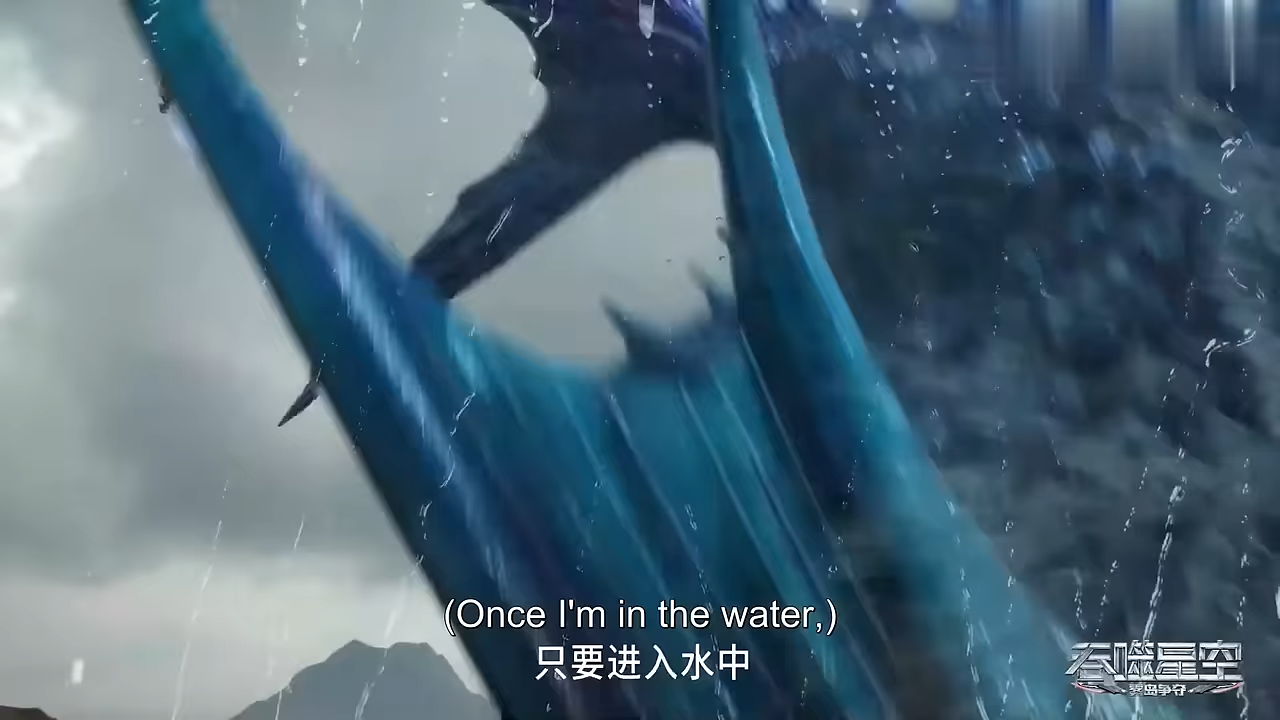 (Once I'm in the water,)
只要进入水中
吞噬星空